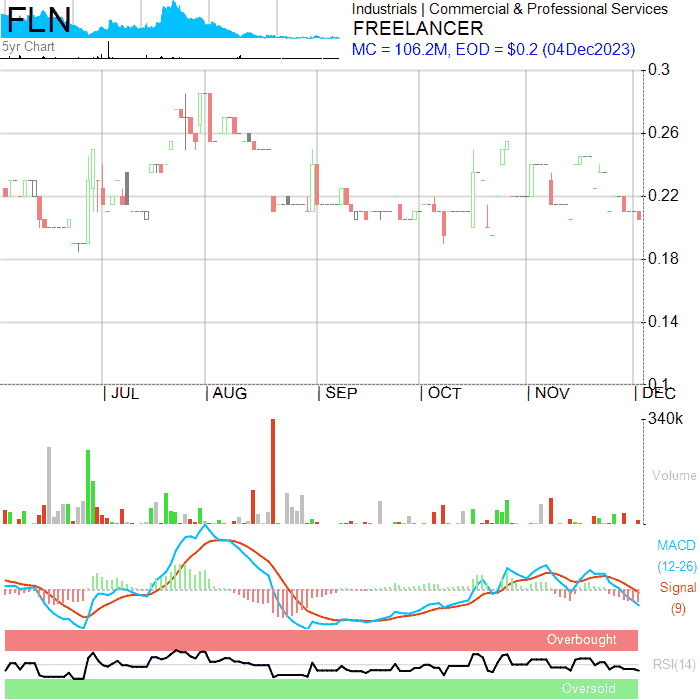 FLN
5yr Chart
Industrials | Commercial & Professional Services
FREELANCER
MC = 106.2M, EOD = $0.2 (04Dec2023)
0.3
0.26
0.22
0.18
0.14
0.1
JUL AUG SEP OCT NOV DEC
340k
Volume
MACD
(12-26)
Signal
(9)
Overbought
RSI(14)
Oversold